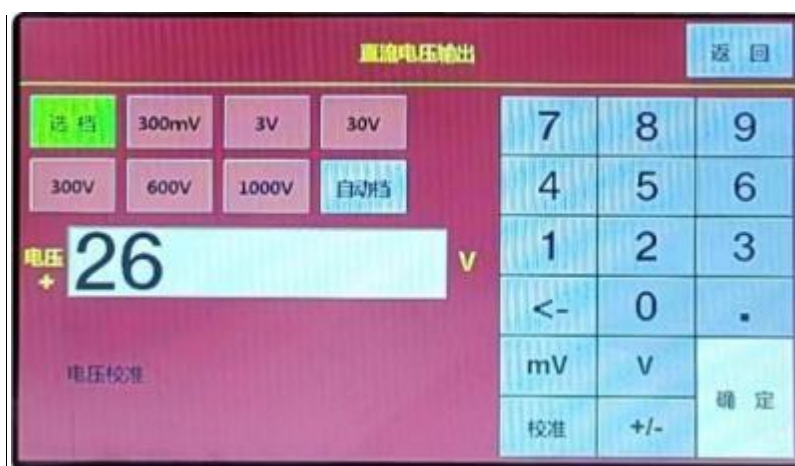 直流电压输出
返 回
选 档 300mV 3V 30V
300V 600V 1000V 自动档
电压 + 26 V
电压校准
7 8 9
4 5 6
1 2 3
<- 0 .
mV V
校准 +/-
确 定